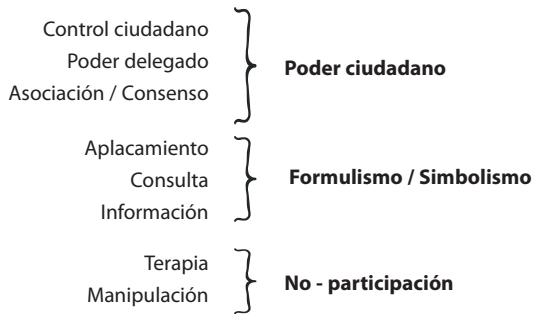 Control ciudadano
Poder delegado
Asociación / Consenso
Poder ciudadano
Aplacamiento
Consulta
Información
Formulismo / Simbolismo
Terapia
Manipulación
No - participación